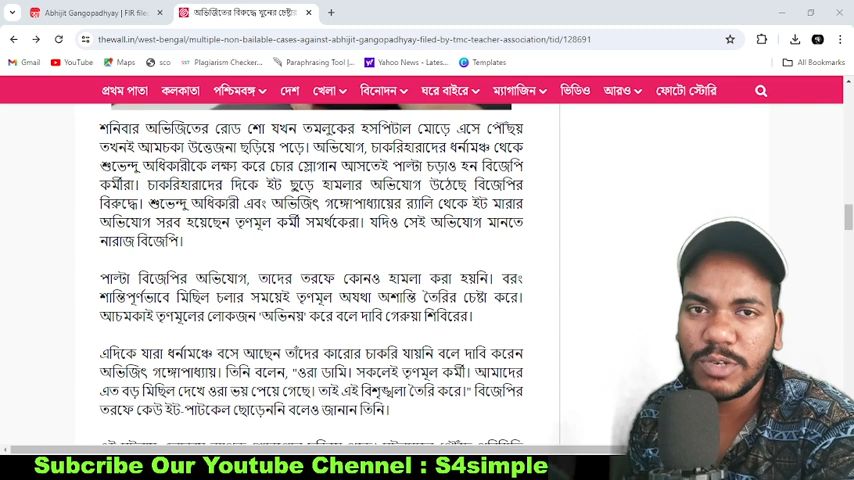 Abhijit Gangopadhyay | FIR filed
অভিজিতের বিরুদ্ধে খুনের চেষ্টায়
thewall.in/west-bengal/multiple-non-bailable-cases-against-abhijit-gangopadhyay-filed-by-tmc-teacher-association/tid/128691
Gmail YouTube Maps sco Plagiarism Checker... Paraphrasing Tool |... Yahoo News - Lates... Templates All Bookmarks
প্রথম পাতা কলকাতা পশ্চিমবঙ্গ দেশ খেলা বিনোদন ঘরে বাইরে ম্যাগাজিন ভিডিও আরও ফোটো স্টোরি
শনিবার অভিজিতের রোড শো যখন তমলুকের হসপিটাল মোড়ে এসে পৌঁছয়
তখনই আমচকা উত্তেজনা ছড়িয়ে পড়ে। অভিযোগ, চাকরিহারাদের ধর্নামঞ্চ থেকে
শুভেন্দু অধিকারীকে লক্ষ্য করে চোর স্লোগান আসতেই পাল্টা চড়াও হন বিজেপি
কর্মীরা। চাকরিহারাদের দিকে ইট ছুড়ে হামলার অভিযোগ উঠেছে বিজেপির
বিরুদ্ধে। শুভেন্দু অধিকারী এবং অভিজিৎ গঙ্গোপাধ্যায়ের র‍্যালি থেকে ইট মারার
অভিযোগ সরব হয়েছেন তৃণমূল কর্মী সমর্থকেরা। যদিও সেই অভিযোগ মানতে
নারাজ বিজেপি।
পাল্টা বিজেপির অভিযোগ, তাদের তরফে কোনও হামলা করা হয়নি। বরং
শান্তিপূর্ণভাবে মিছিল চলার সময়েই তৃণমূল অযথা অশান্তি তৈরির চেষ্টা করে।
আচমকাই তৃণমূলের লোকজন 'অভিনয়' করে বলে দাবি গেরুয়া শিবিরের।
এদিকে যারা ধর্নামঞ্চে বসে আছেন তাঁদের কারোর চাকরি যায়নি বলে দাবি করেন
অভিজিৎ গঙ্গোপাধ্যায়। তিনি বলেন, "ওরা ডামি। সকলেই তৃণমূল কর্মী। আমাদের
এত বড় মিছিল দেখে ওরা ভয় পেয়ে গেছে। তাই এই বিশৃঙ্খলা তৈরি করে।" বিজেপির
তরফে কেউ ইট-পাটকেল ছোড়েননি বলেও জানান তিনি।
Subcribe Our Youtube Chennel : S4simple